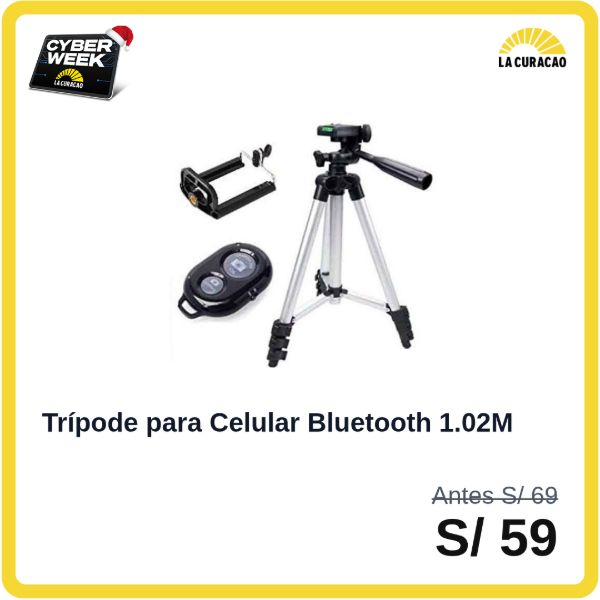 CYBER
WEEK
LA CURACAO
LA CURACAO
Trípode para Celular Bluetooth 1.02M
Antes S/ 69
S/ 59